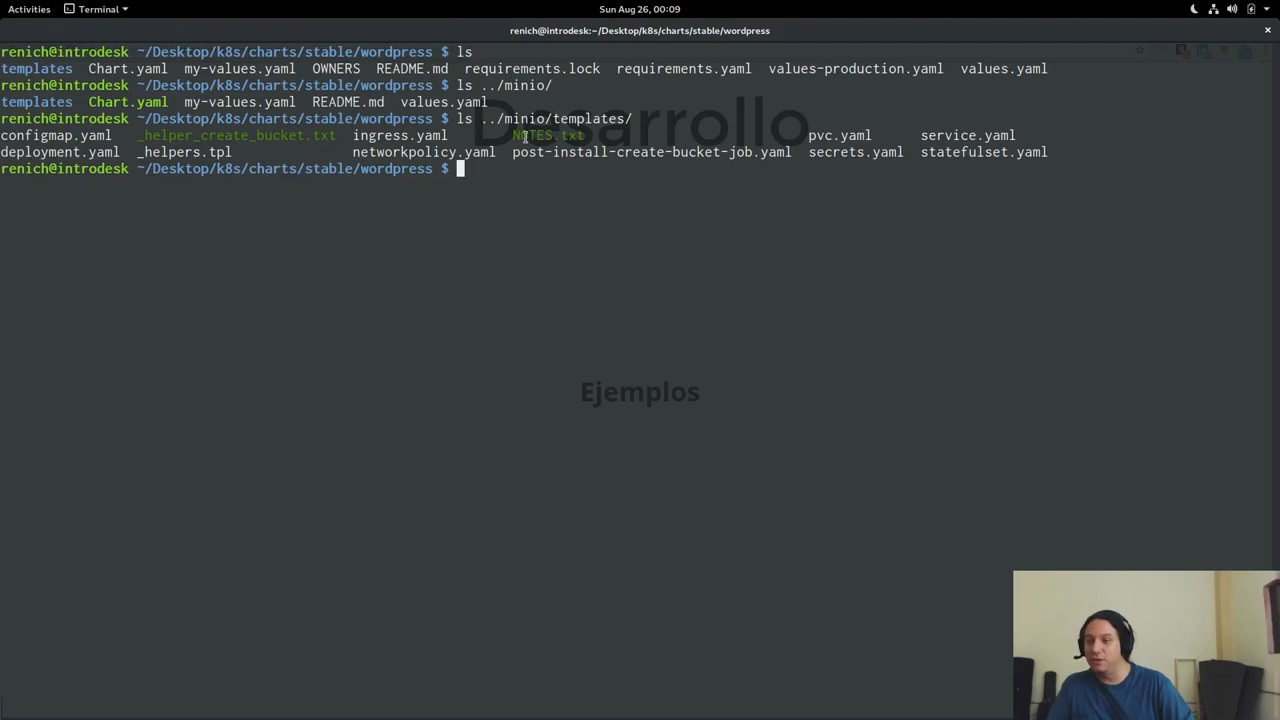 Activities Terminal Sun Aug 26, 00:09
renich@introdesk:~/Desktop/k8s/charts/stable/wordpress ×
renich@introdesk ~/Desktop/k8s/charts/stable/wordpress $ ls
templates Chart.yaml my-values.yaml OWNERS README.md requirements.lock requirements.yaml values-production.yaml values.yaml
renich@introdesk ~/Desktop/k8s/charts/stable/wordpress $ ls ../minio/
templates Chart.yaml my-values.yaml README.md values.yaml
Desarrollo
renich@introdesk ~/Desktop/k8s/charts/stable/wordpress $ ls ../minio/templates/
configmap.yaml _helper_create_bucket.txt ingress.yaml NOTES.txt pvc.yaml service.yaml
deployment.yaml _helpers.tpl networkpolicy.yaml post-install-create-bucket-job.yaml secrets.yaml statefulset.yaml
renich@introdesk ~/Desktop/k8s/charts/stable/wordpress $
Ejemplos